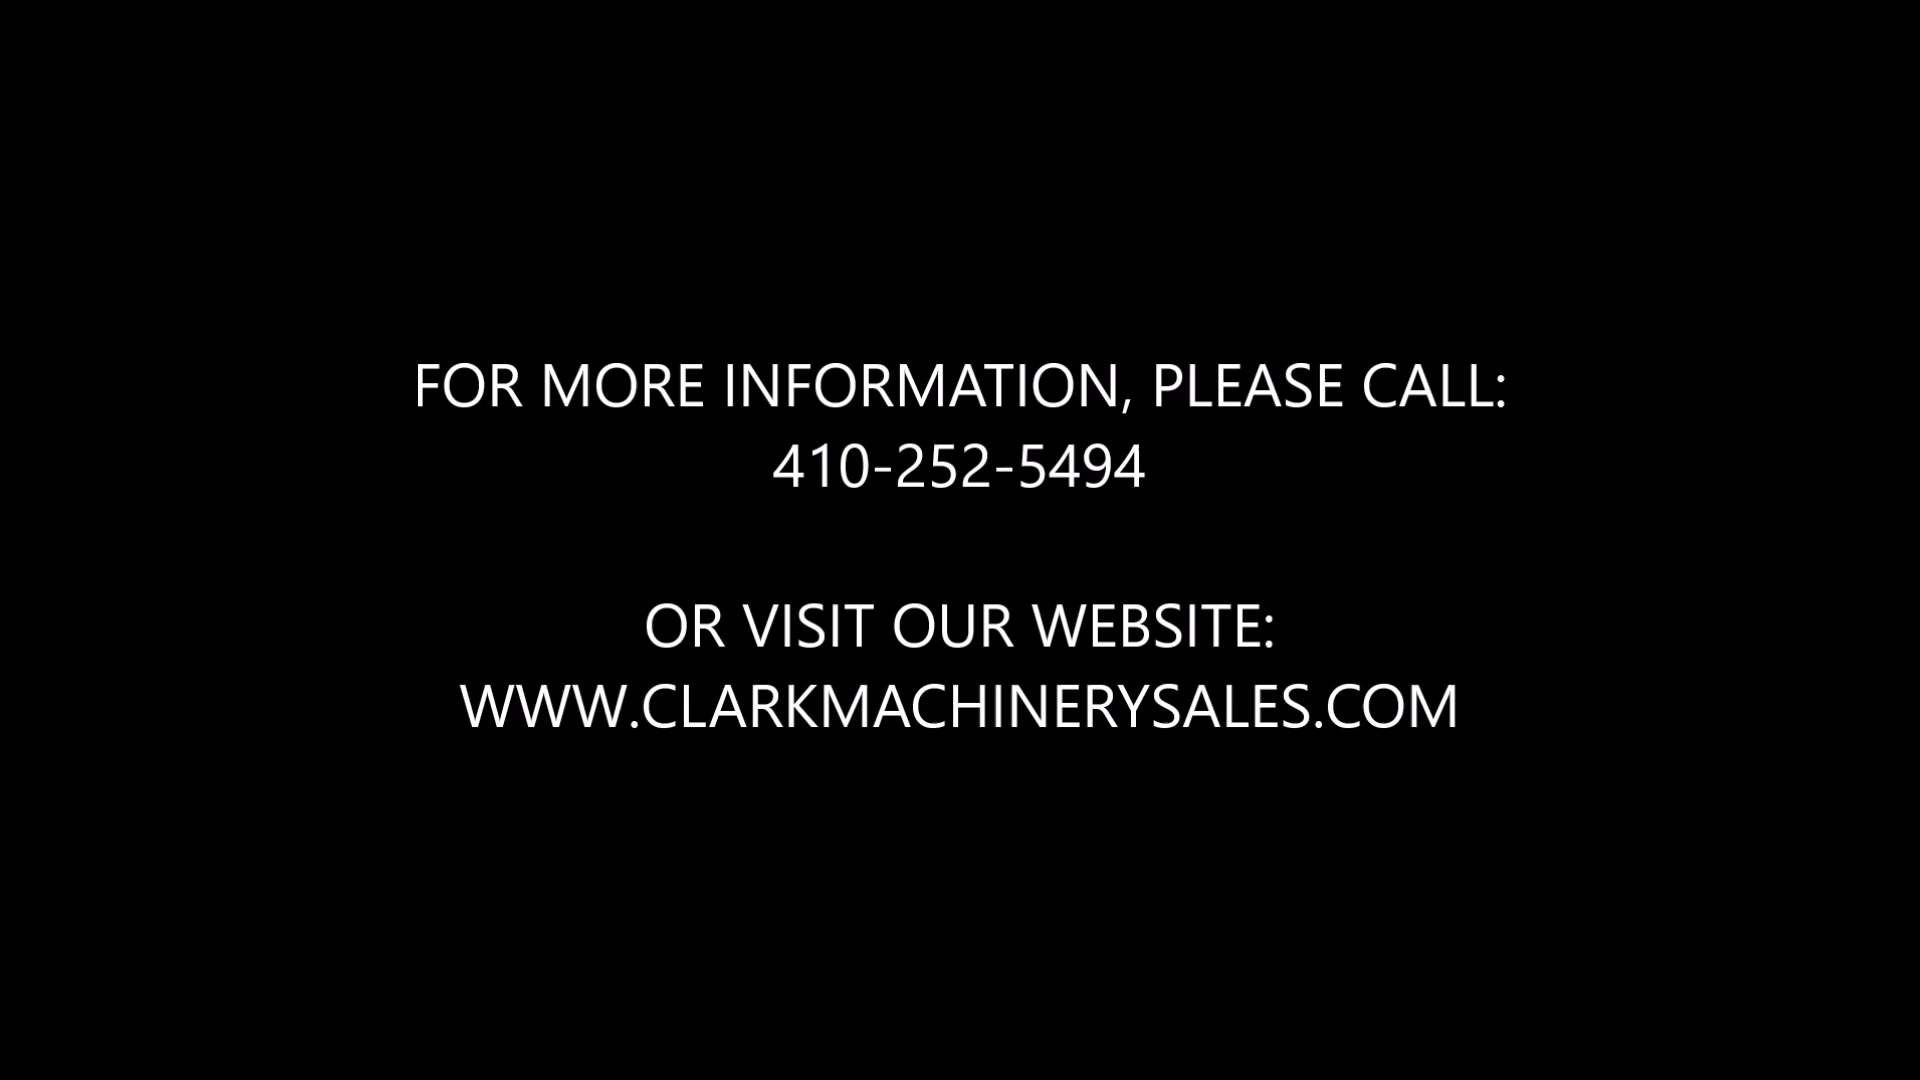 FOR MORE INFORMATION, PLEASE CALL:
410-252-5494
OR VISIT OUR WEBSITE:
WWW.CLARKMACHINERYSALES.COM